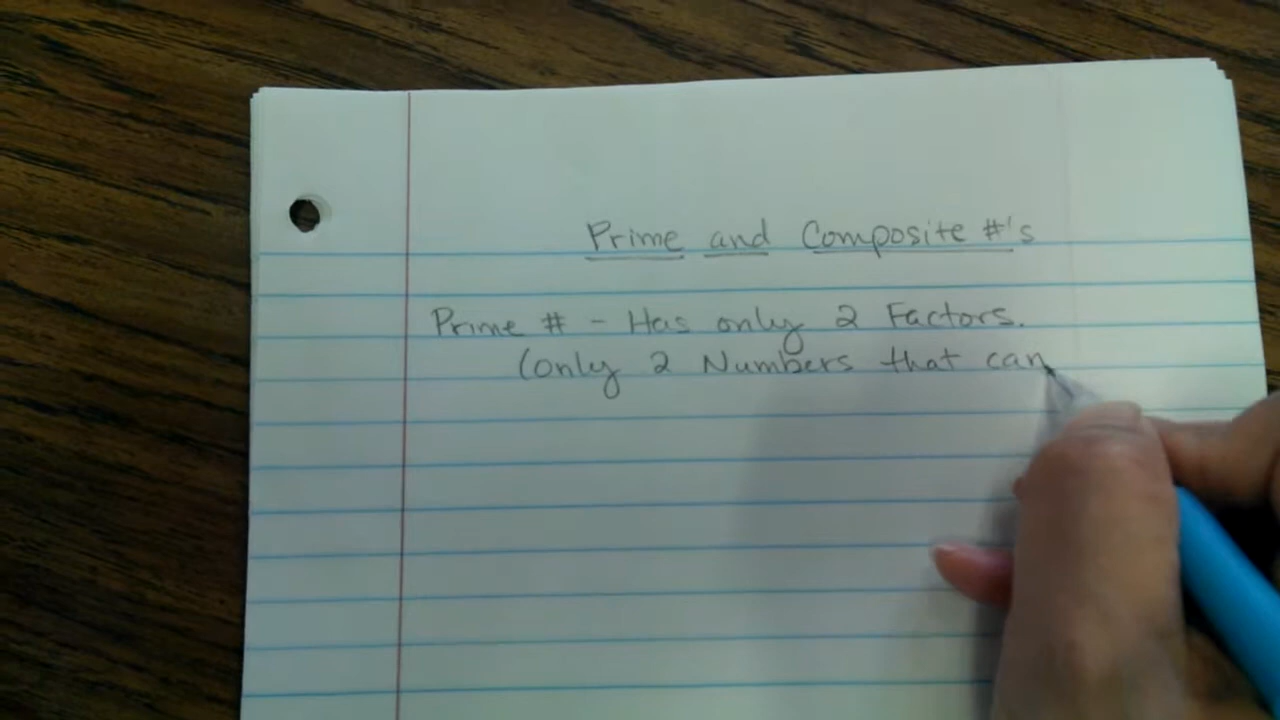 Prime and Composite #'s
Prime # - Has only 2 Factors.
(Only 2 Numbers that can